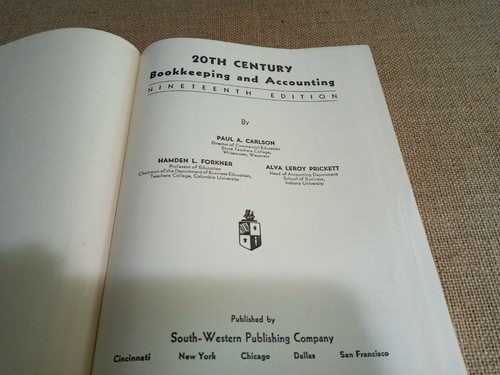 20TH CENTURY
Bookkeeping and Accounting
NINETEENTH EDITION
By
PAUL A. CARLSON
Director of Commercial Education
State Teachers College,
Whitewater, Wisconsin
HAMDEN L. FORKNER
Professor of Education
Chairman of the Department of Business Education,
Teachers College, Columbia University
ALVA LEROY PRICKETT
Head of Accounting Department
School of Business,
Indiana University
Published by
South-Western Publishing Company
Cincinnati New York Chicago Dallas San Francisco